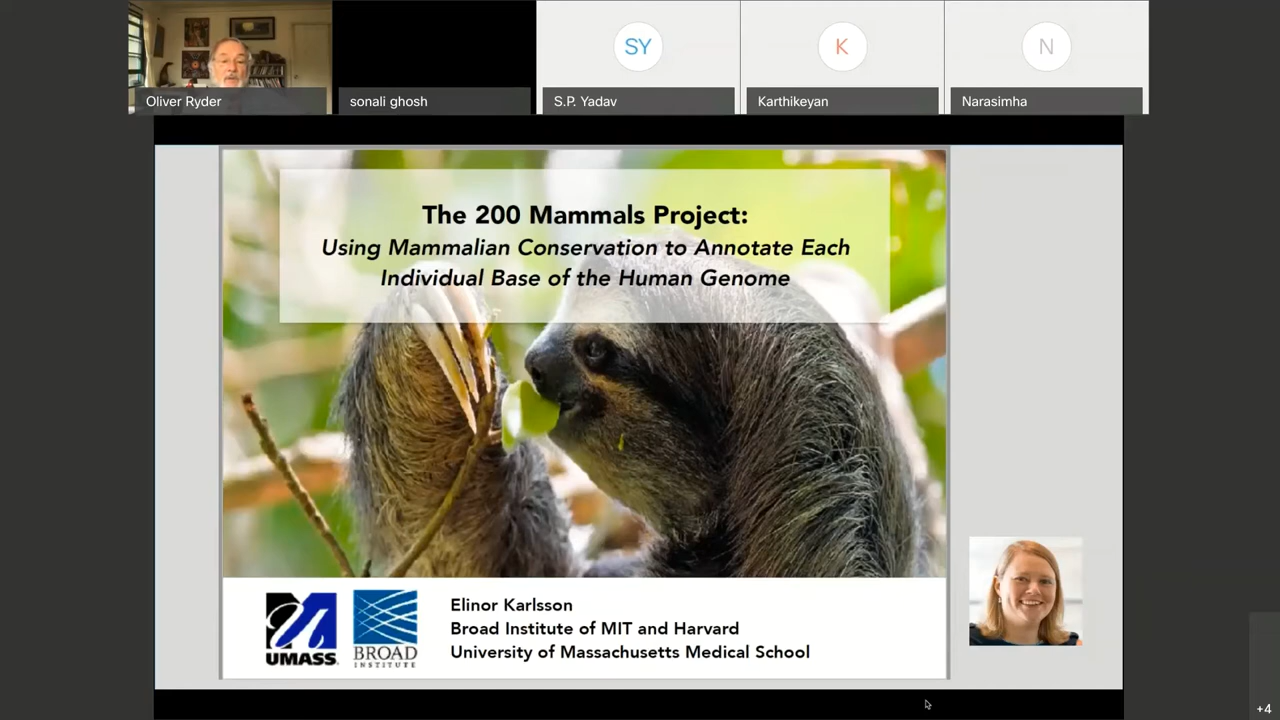 SY
K
N
Oliver Ryder
sonali ghosh
S.P. Yadav
Karthikeyan
Narasimha
The 200 Mammals Project:
Using Mammalian Conservation to Annotate Each
Individual Base of the Human Genome
UMASS
BROAD
INSTITUTE
Elinor Karlsson
Broad Institute of MIT and Harvard
University of Massachusetts Medical School
+4